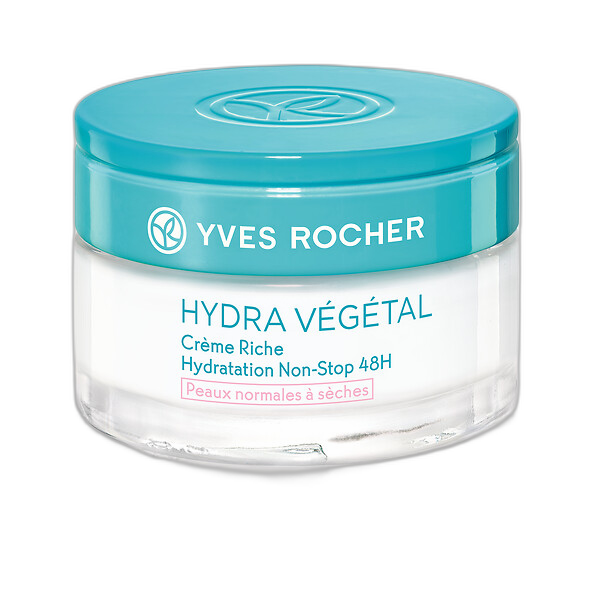 YVES ROCHER
HYDRA VÉGÉTAL
Crème Riche
Hydratation Non-Stop 48H
Peaux normales à sèches